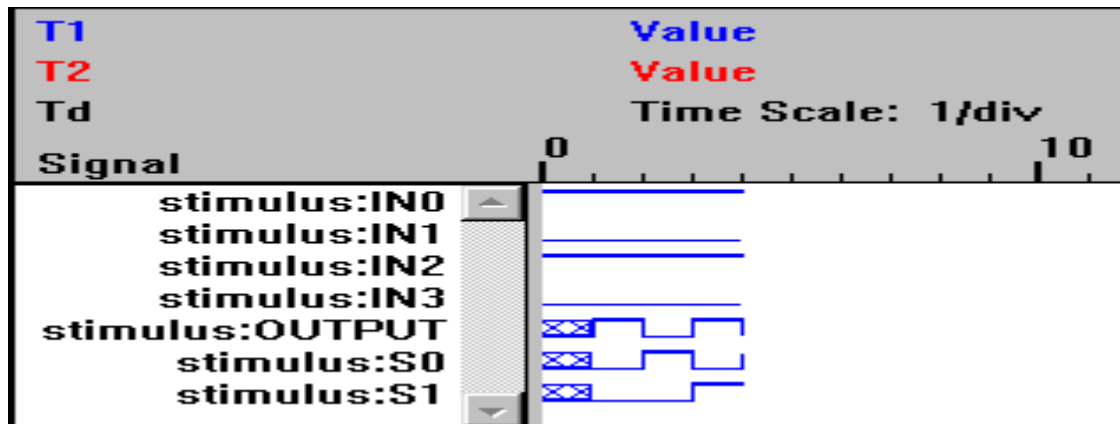 T1 Value
T2 Value
Td Time Scale: 1/div
Signal 0 10
stimulus:IN0
stimulus:IN1
stimulus:IN2
stimulus:IN3
stimulus:OUTPUT
stimulus:S0
stimulus:S1